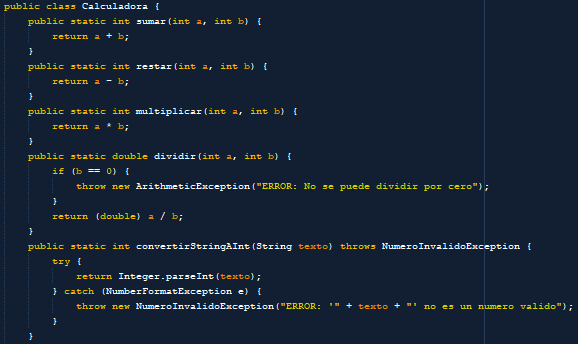 public class Calculadora {
public static int sumar(int a, int b) {
return a + b;
}
public static int restar(int a, int b) {
return a - b;
}
public static int multiplicar(int a, int b) {
return a * b;
}
public static double dividir(int a, int b) {
if (b == 0) {
throw new ArithmeticException("ERROR: No se puede dividir por cero");
}
return (double) a / b;
}
public static int convertirStringAInt(String texto) throws NumeroInvalidoException {
try {
return Integer.parseInt(texto);
} catch (NumberFormatException e) {
throw new NumeroInvalidoException("ERROR: '" + texto + "' no es un numero valido");
}
}